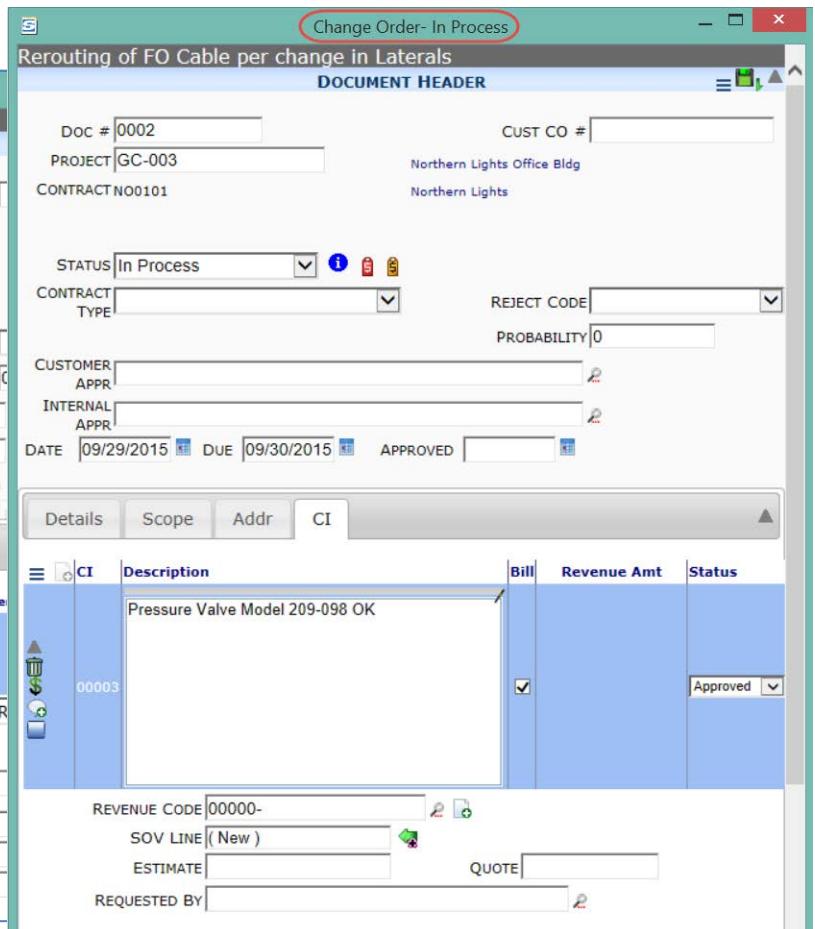 Change Order- In Process
Rerouting of FO Cable per change in Laterals
DOCUMENT HEADER
DOC # 0002 CUST CO #
PROJECT GC-003 Northern Lights Office Bldg
CONTRACT NO0101 Northern Lights
STATUS In Process
CONTRACT TYPE REJECT CODE
PROBABILITY 0
CUSTOMER APPR
INTERNAL APPR
DATE 09/29/2015 DUE 09/30/2015 APPROVED
Details Scope Addr CI
CI Description Bill Revenue Amt Status
Pressure Valve Model 209-098 OK
00003 Approved
REVENUE CODE 00000-
SOV LINE ( New )
ESTIMATE QUOTE
REQUESTED BY